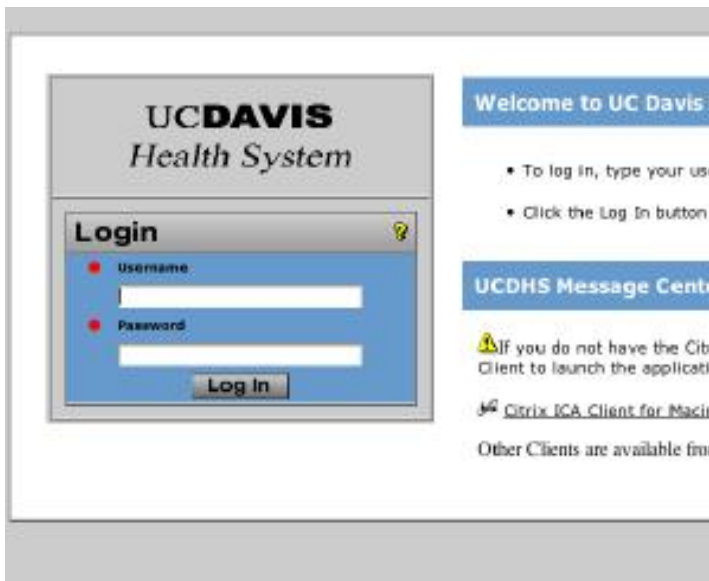 UCDAVIS
Health System
Login
Username
Password
Log In
Welcome to UC Davis
• To log in, type your us
• Click the Log In button
UCDHS Message Cent
If you do not have the Cit
Client to launch the applicati
Citrix ICA Client for Maci
Other Clients are available fro